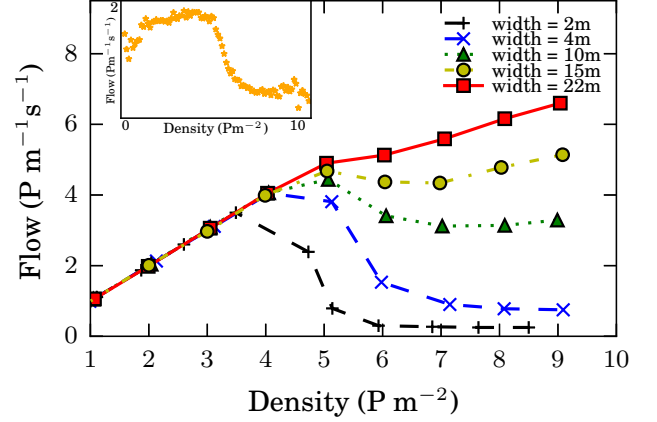 2
Flow (Pm⁻¹s⁻¹)
0
10
Density(Pm⁻²)
width = 2m
width = 4m
width = 10m
width = 15m
width = 22m
8
6
4
2
0
Flow (P m⁻¹s⁻¹)
1 2 3 4 5 6 7 8 9 10
Density (P m⁻²)